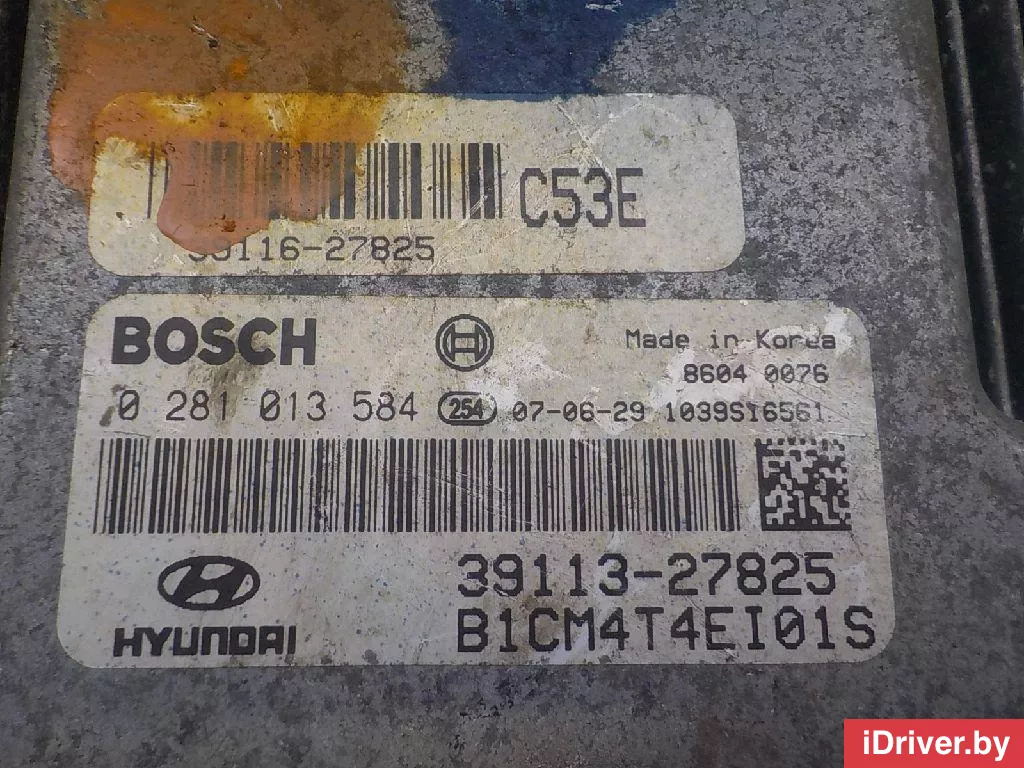 C53E
39116-27825
BOSCH
Made in Korea
8604 0076
0 281 013 584 254 07-06-29 1039S16561
39113-27825
HYUNDAI
B1CM4T4EI01S
iDriver.by